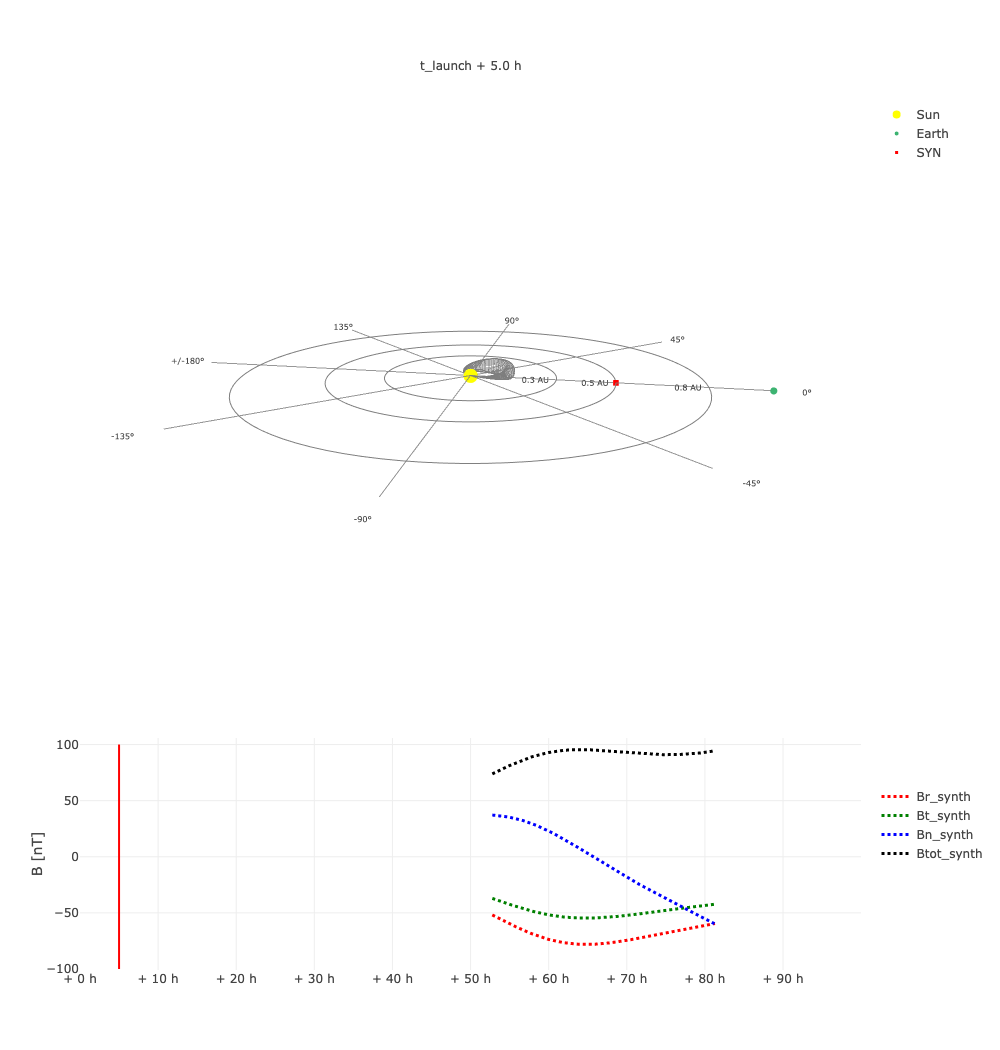 t_launch + 5.0 h
Sun
Earth
SYN
90°
135°
45°
+/-180°
0.3 AU
0.5 AU
0.8 AU
0°
-135°
-45°
-90°
100
50
0
−50
−100
B [nT]
+ 0 h
+ 10 h
+ 20 h
+ 30 h
+ 40 h
+ 50 h
+ 60 h
+ 70 h
+ 80 h
+ 90 h
Br_synth
Bt_synth
Bn_synth
Btot_synth